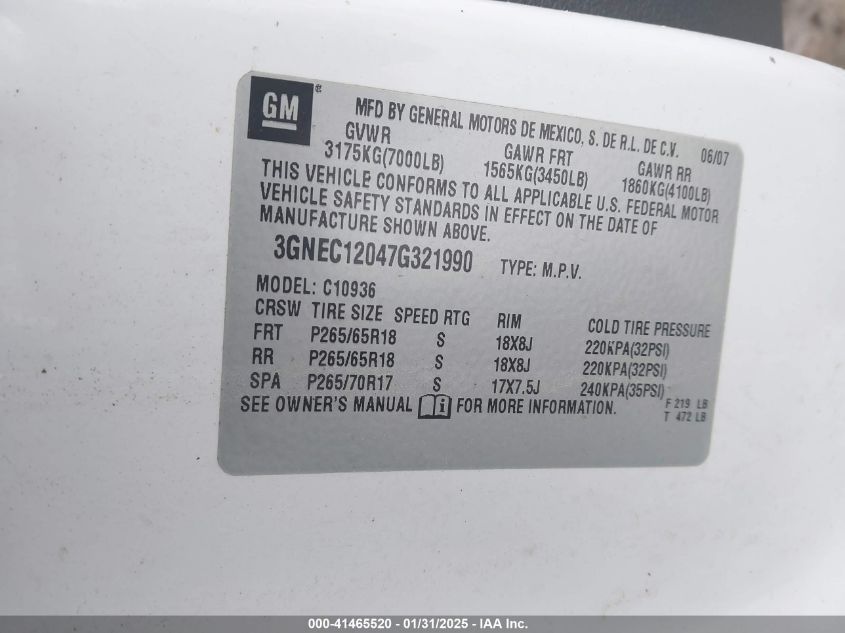 GM ®
MFD BY GENERAL MOTORS DE MEXICO, S. DE R.L. DE C.V. 06/07
GVWR GAWR FRT GAWR RR
3175KG(7000LB) 1565KG(3450LB) 1860KG(4100LB)
THIS VEHICLE CONFORMS TO ALL APPLICABLE U.S. FEDERAL MOTOR
VEHICLE SAFETY STANDARDS IN EFFECT ON THE DATE OF
MANUFACTURE SHOWN ABOVE.
3GNEC12047G321990 TYPE: M.P.V.
MODEL: C10936
CRSW TIRE SIZE SPEED RTG RIM COLD TIRE PRESSURE
FRT P265/65R18 S 18X8J 220KPA(32PSI)
RR P265/65R18 S 18X8J 220KPA(32PSI)
SPA P265/70R17 S 17X7.5J 240KPA(35PSI)
SEE OWNER'S MANUAL i FOR MORE INFORMATION.
F 219 LB
T 472 LB
000-41465520 - 01/31/2025 - IAA Inc.